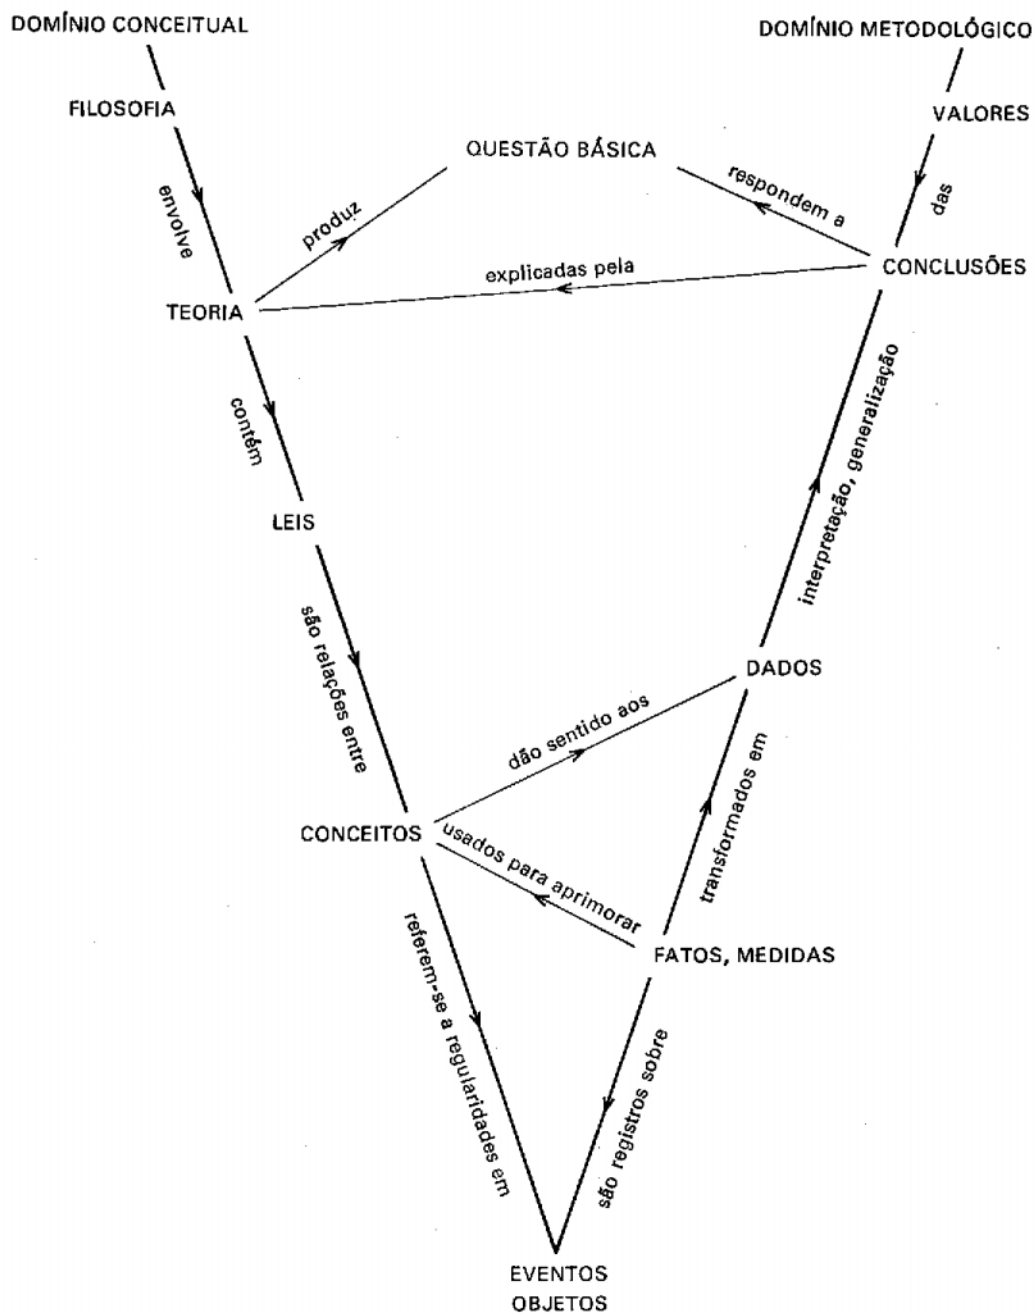 DOMÍNIO CONCEITUAL
DOMÍNIO METODOLÓGICO
FILOSOFIA
VALORES
QUESTÃO BÁSICA
envolve
produz
respondem a
das
explicadas pela
CONCLUSÕES
TEORIA
contém
interpretação, generalização
LEIS
são relações entre
DADOS
dão sentido aos
CONCEITOS
usados para aprimorar
transformados em
FATOS, MEDIDAS
referem-se a regularidades em
são registros sobre
EVENTOS
OBJETOS